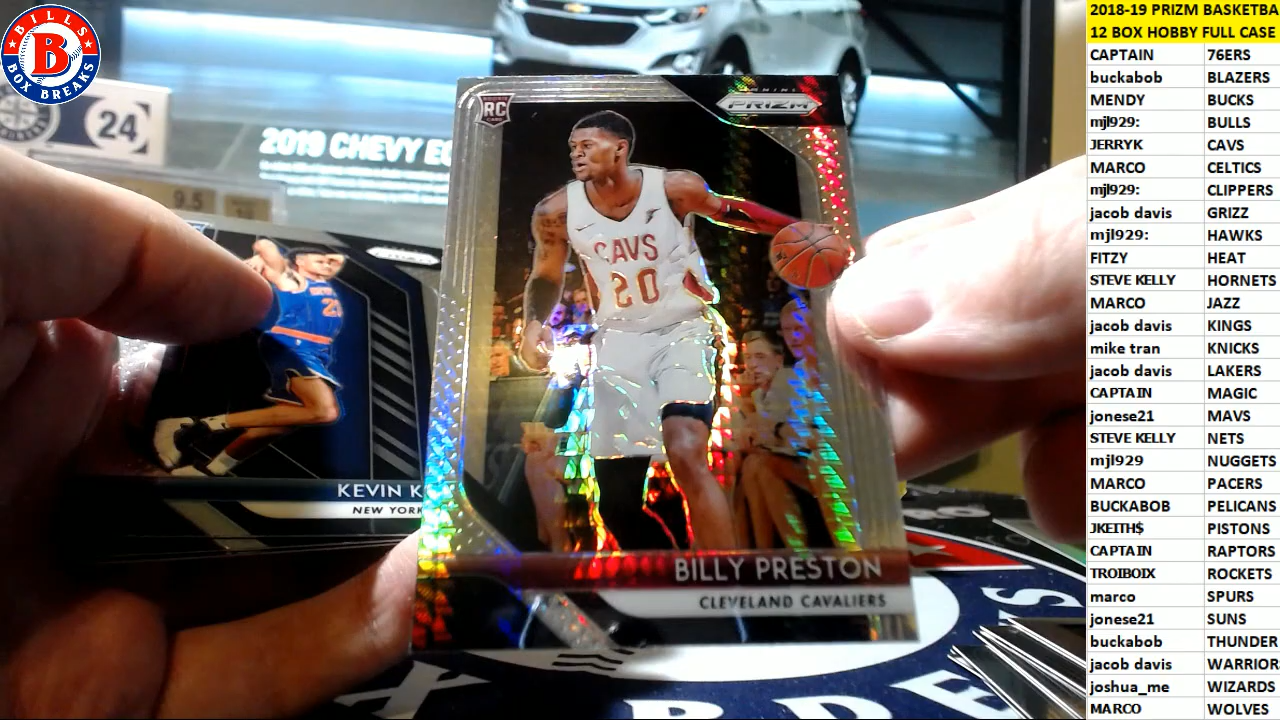 BILLS
B
BOX BREAKS
24
2019 CHEVY EQ
9.5
ROOKIE
RC
CARD
PANINI
PRIZM
CAVS
20
BILLY PRESTON
CLEVELAND CAVALIERS
PRIZM
KEVIN K
NEW YORK
2018-19 PRIZM BASKETBA
12 BOX HOBBY FULL CASE
CAPTAIN 76ERS
buckabob BLAZERS
MENDY BUCKS
mjl929: BULLS
JERRYK CAVS
MARCO CELTICS
mjl929: CLIPPERS
jacob davis GRIZZ
mjl929: HAWKS
FITZY HEAT
STEVE KELLY HORNETS
MARCO JAZZ
jacob davis KINGS
mike tran KNICKS
jacob davis LAKERS
CAPTAIN MAGIC
jonese21 MAVS
STEVE KELLY NETS
mjl929 NUGGETS
MARCO PACERS
BUCKABOB PELICANS
JKEITH$ PISTONS
CAPTAIN RAPTORS
TROIBOIX ROCKETS
marco SPURS
jonese21 SUNS
buckabob THUNDER
jacob davis WARRIOR
joshua_me WIZARDS
MARCO WOLVES